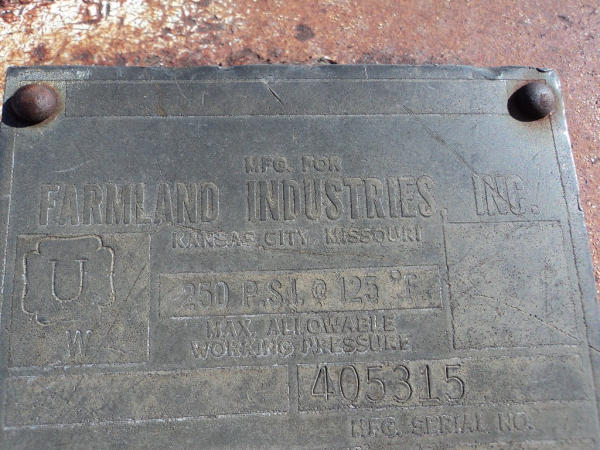 MFG. FOR
FARMLAND INDUSTRIES, INC.
KANSAS CITY, MISSOURI
U
W
250 P.S.I. @ 125 °F.
MAX. ALLOWABLE
WORKING PRESSURE
405315
MFG. SERIAL NO.